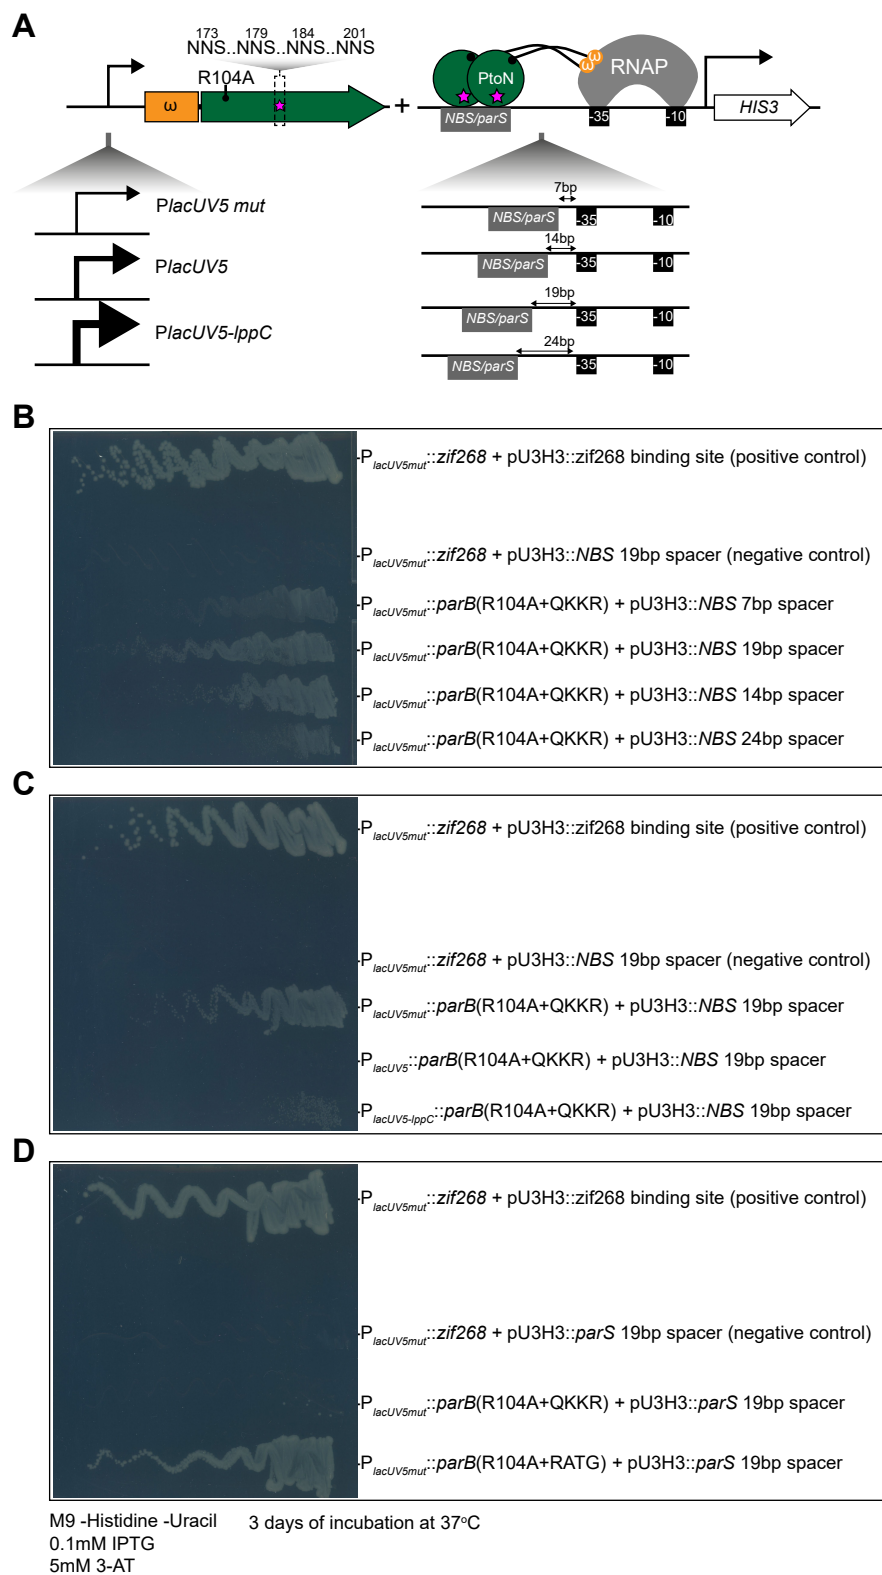 A
173 179 184 201
NNS..NNS..NNS..NNS
R104A
ω
+
PtoN
ω
ω
RNAP
NBS/parS
-35
-10
HIS3
PlacUV5 mut
PlacUV5
PlacUV5-lppC
7bp
NBS/parS
-35
-10
14bp
NBS/parS
-35
-10
19bp
NBS/parS
-35
-10
24bp
NBS/parS
-35
-10
B
-PlacUV5mut::zif268 + pU3H3::zif268 binding site (positive control)
-PlacUV5mut::zif268 + pU3H3::NBS 19bp spacer (negative control)
-PlacUV5mut::parB(R104A+QKKR) + pU3H3::NBS 7bp spacer
-PlacUV5mut::parB(R104A+QKKR) + pU3H3::NBS 19bp spacer
-PlacUV5mut::parB(R104A+QKKR) + pU3H3::NBS 14bp spacer
-PlacUV5mut::parB(R104A+QKKR) + pU3H3::NBS 24bp spacer
C
-PlacUV5mut::zif268 + pU3H3::zif268 binding site (positive control)
-PlacUV5mut::zif268 + pU3H3::NBS 19bp spacer (negative control)
-PlacUV5mut::parB(R104A+QKKR) + pU3H3::NBS 19bp spacer
-PlacUV5::parB(R104A+QKKR) + pU3H3::NBS 19bp spacer
-PlacUV5-lppC::parB(R104A+QKKR) + pU3H3::NBS 19bp spacer
D
-PlacUV5mut::zif268 + pU3H3::zif268 binding site (positive control)
-PlacUV5mut::zif268 + pU3H3::parS 19bp spacer (negative control)
-PlacUV5mut::parB(R104A+QKKR) + pU3H3::parS 19bp spacer
-PlacUV5mut::parB(R104A+RATG) + pU3H3::parS 19bp spacer
M9 -Histidine -Uracil 3 days of incubation at 37°C
0.1mM IPTG
5mM 3-AT